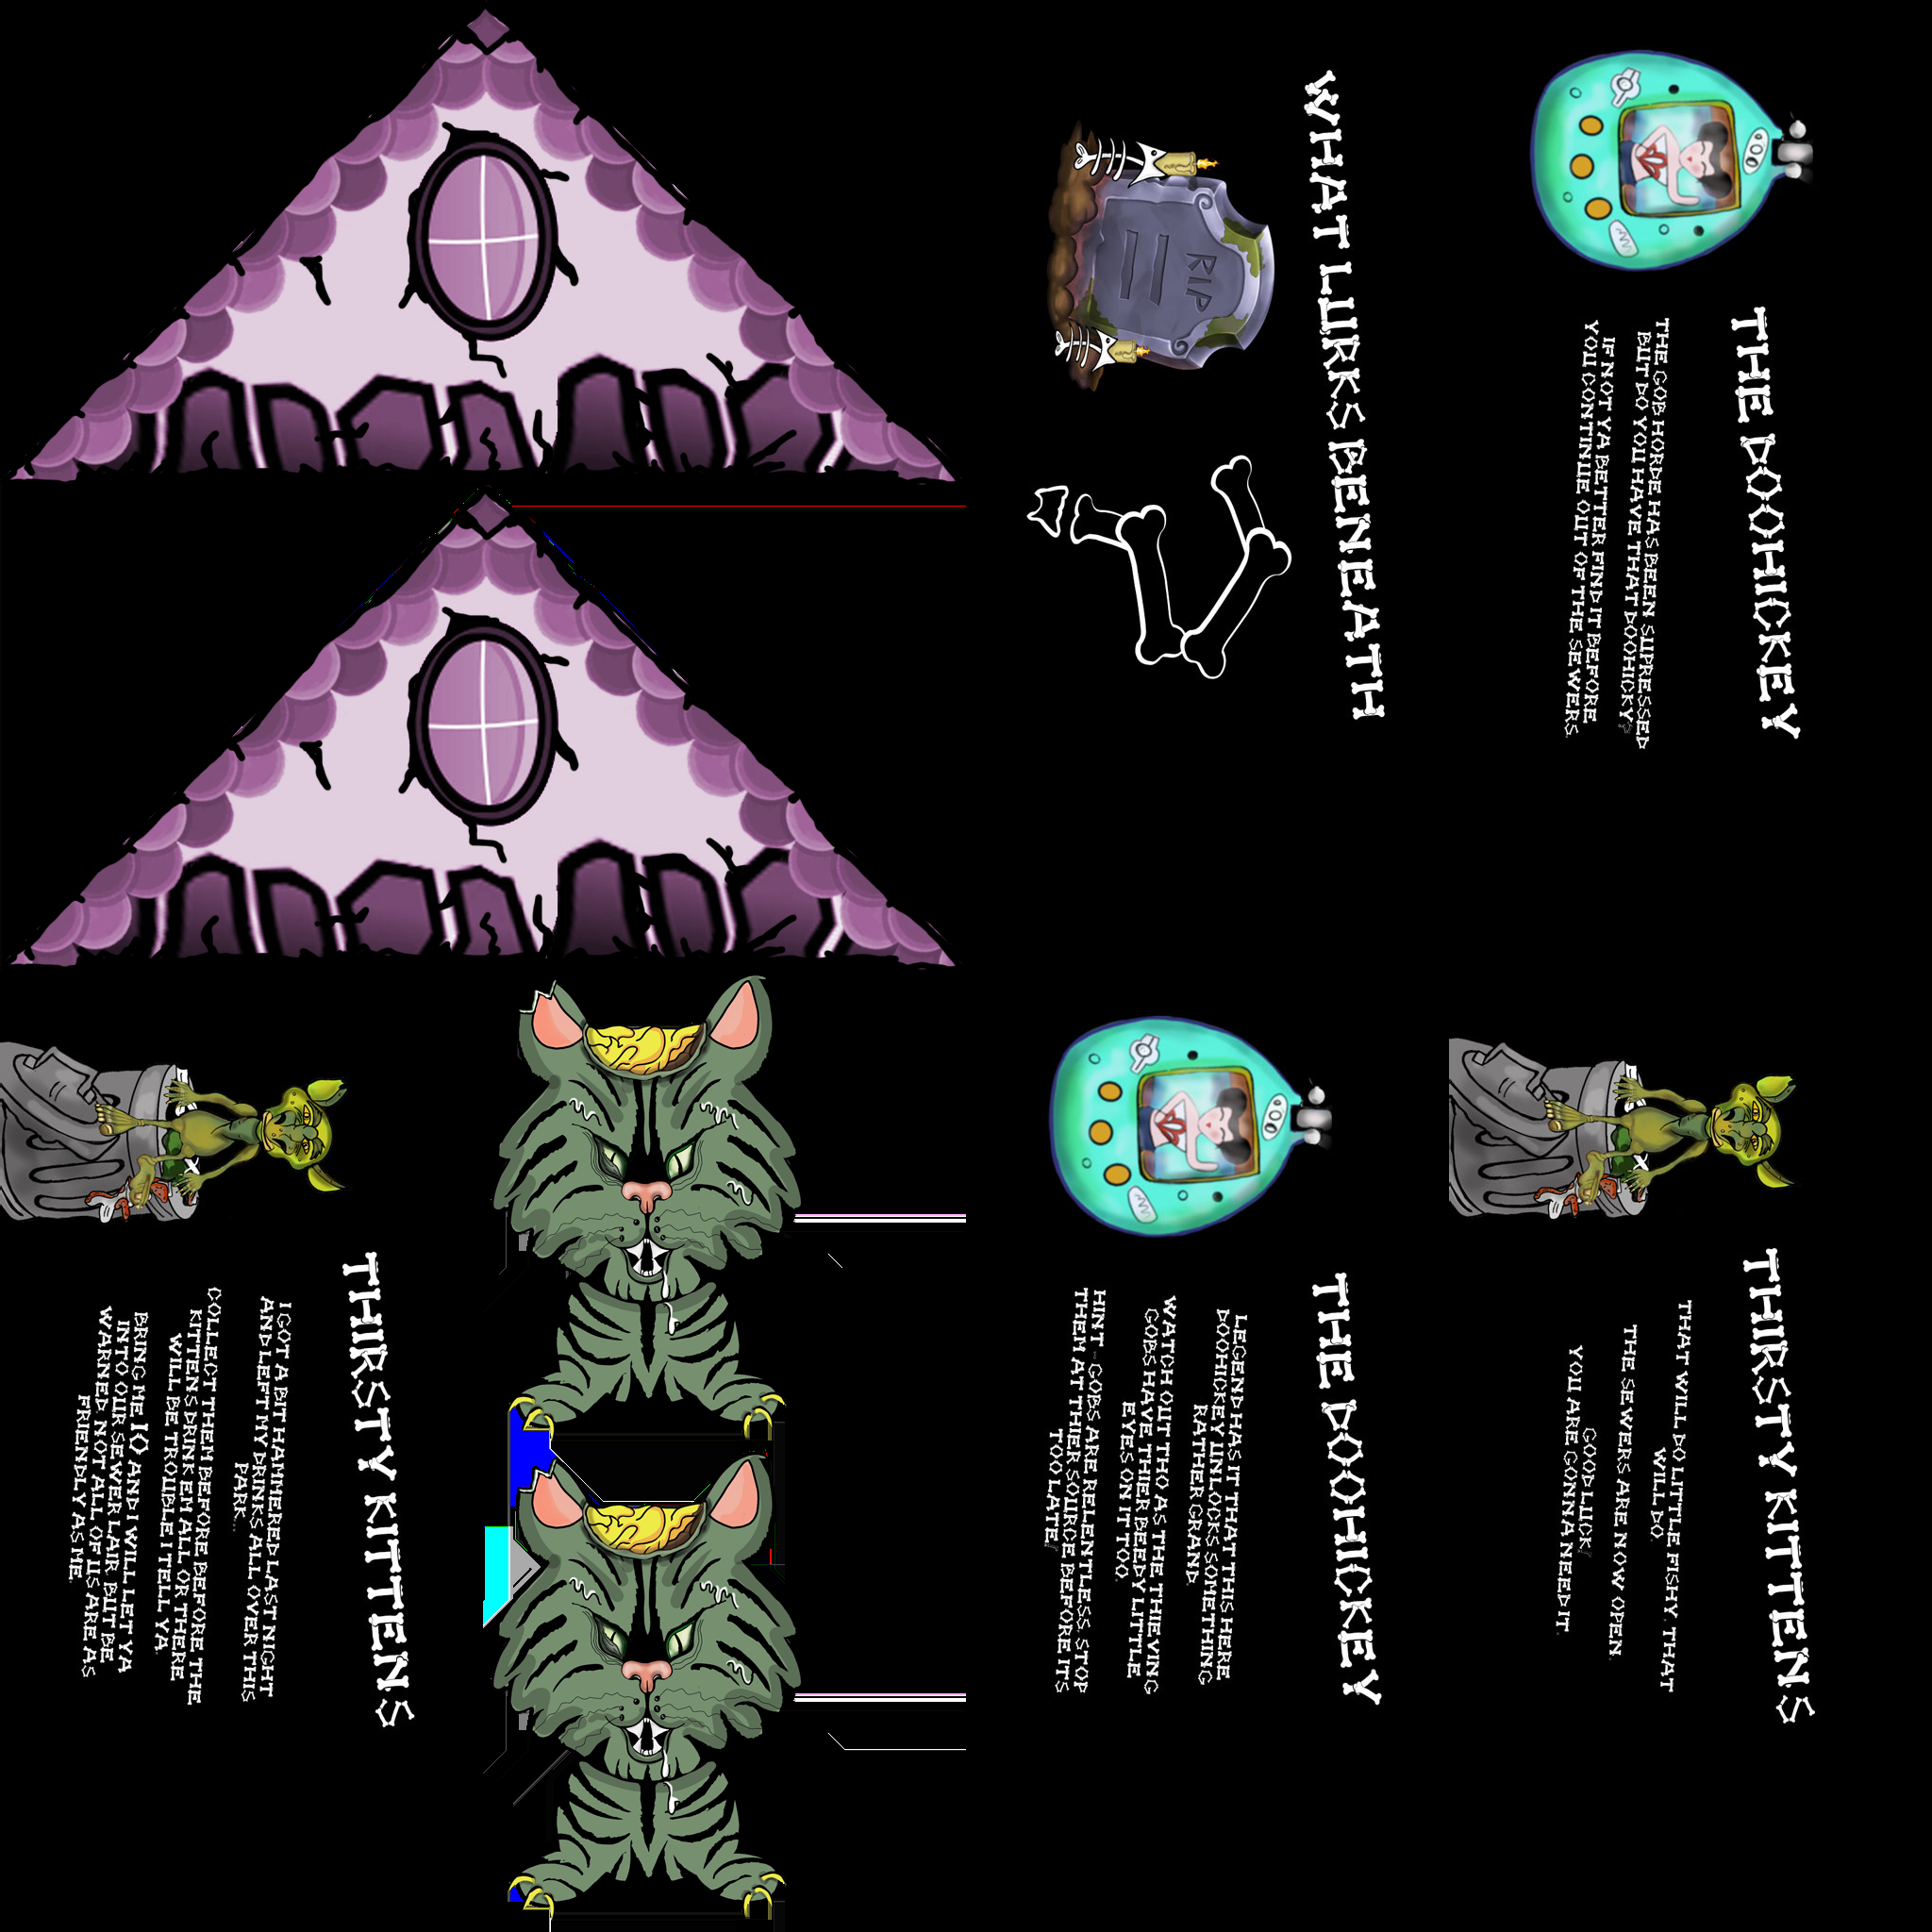 WHAT LURKS BENEATH
RIP
THE DOOHICKEY
THE GOB HORDE HAS BEEN SUPRESSED
BUT DO YOU HAVE THAT DOOHICKY?
IF NOT YA BETTER FIND IT BEFORE
YOU CONTINUE OUT OF THE SEWERS.
THIRSTY KITTENS
I GOT A BIT HAMMERED LAST NIGHT
AND LEFT MY DRINKS ALL OVER THIS
PARK...
COLLECT THEM BEFORE BEFORE THE
KITTENS DRINK EM ALL OR THERE
WILL BE TROUBLE I TELL YA.
BRING ME 10 AND I WILL LET YA
INTO OUR SEWER LAIR. BUT BE
WARNED, NOT ALL OF US ARE AS
FRIENDLY AS ME.
THE DOOHICKEY
LEGEND HAS IT THAT THIS HERE
DOOHICKEY UNLOCKS SOMETHING
RATHER GRAND.
WATCH OUT THO AS THE THIEVING
GOBS HAVE THIER BEEDY LITTLE
EYES ON IT TOO.
HINT - GOBS ARE RELENTLESS STOP
THEM AT THIER SOURCE BEFORE ITS
TOO LATE!
THIRSTY KITTENS
THAT WILL DO LITTLE FISHY. THAT
WILL DO.
THE SEWERS ARE NOW OPEN.
GOOD LUCK!
YOU ARE GONNA NEED IT.